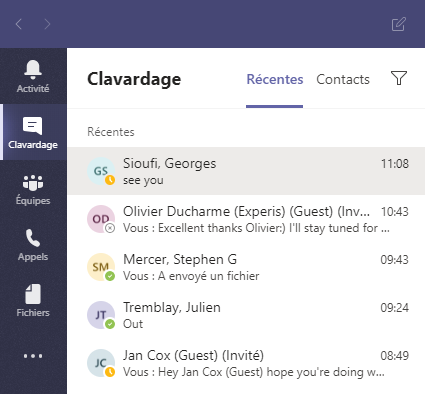 Clavardage
Récentes
Contacts
Activité
Clavardage
Équipes
Appels
Fichiers
Récentes
GS
Sioufi, Georges
11:08
see you
OD
Olivier Ducharme (Experis) (Guest) (Inv...
10:43
Vous : Excellent thanks Olivier:) I'll stay tuned for ...
SM
Mercer, Stephen G
09:43
Vous : A envoyé un fichier
JT
Tremblay, Julien
09:24
Out
JC
Jan Cox (Guest) (Invité)
08:49
Vous : Hey Jan Cox (Guest) hope you're doing w...